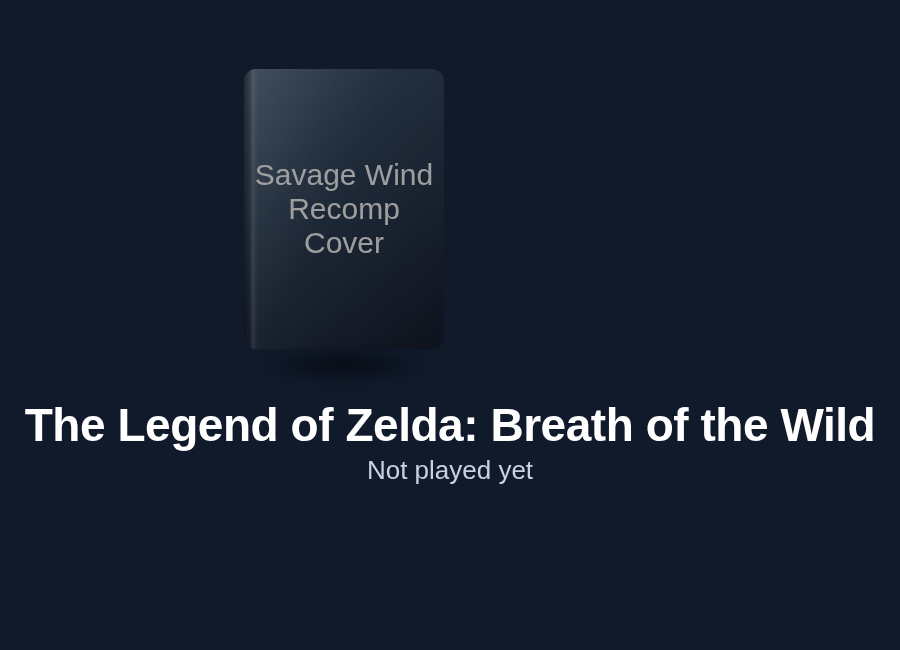 Savage Wind
Recomp
Cover
The Legend of Zelda: Breath of the Wild
Not played yet